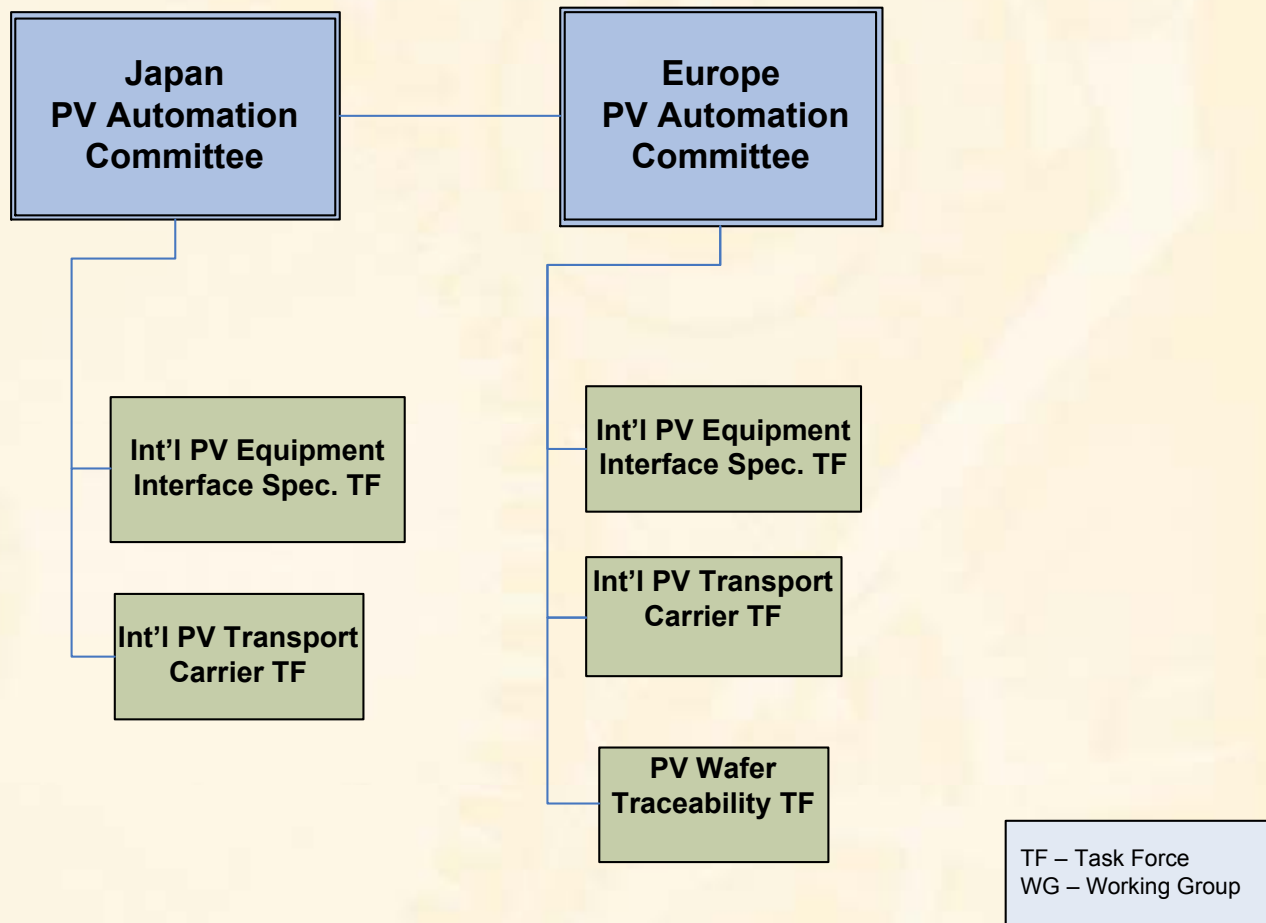 Japan
PV Automation
Committee
Europe
PV Automation
Committee
Int'l PV Equipment
Interface Spec. TF
Int'l PV Transport
Carrier TF
Int'l PV Equipment
Interface Spec. TF
Int'l PV Transport
Carrier TF
PV Wafer
Traceability TF
TF – Task Force
WG – Working Group